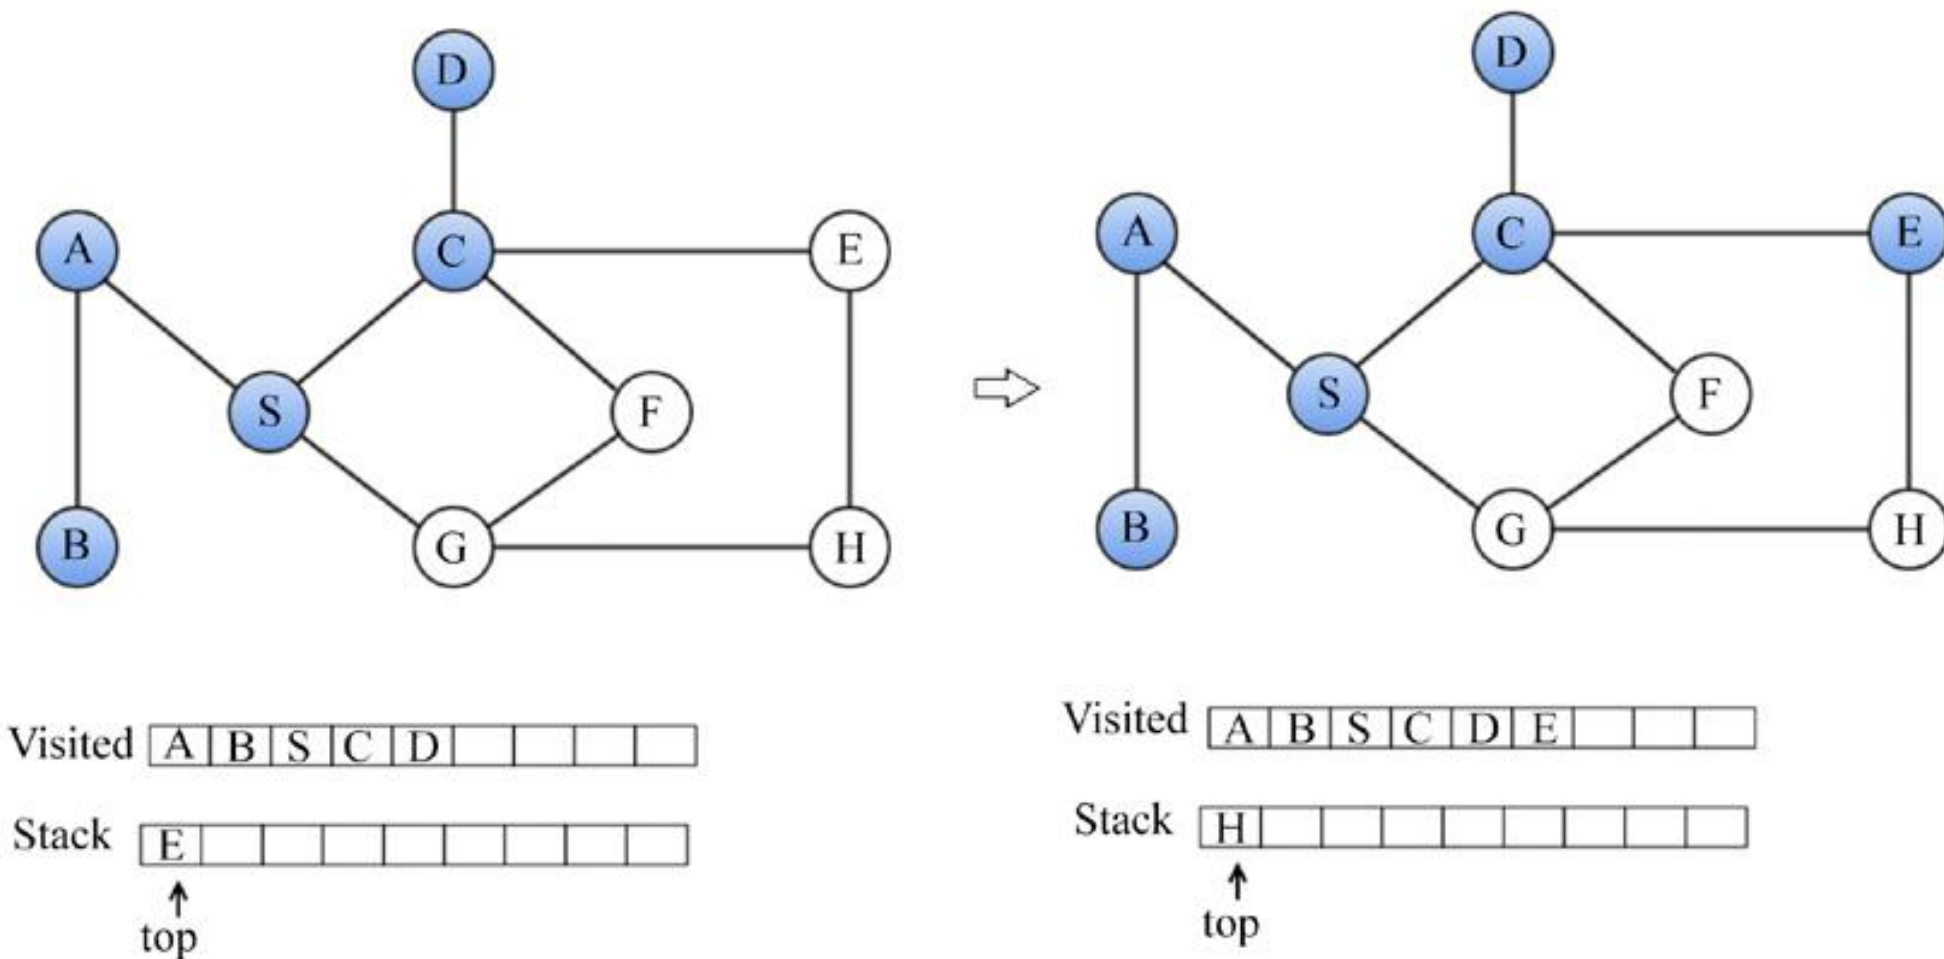 D
A
C
E
S
F
B
G
H
Visited A B S C D
Stack E
top
D
A
C
E
S
F
B
G
H
Visited A B S C D E
Stack H
top